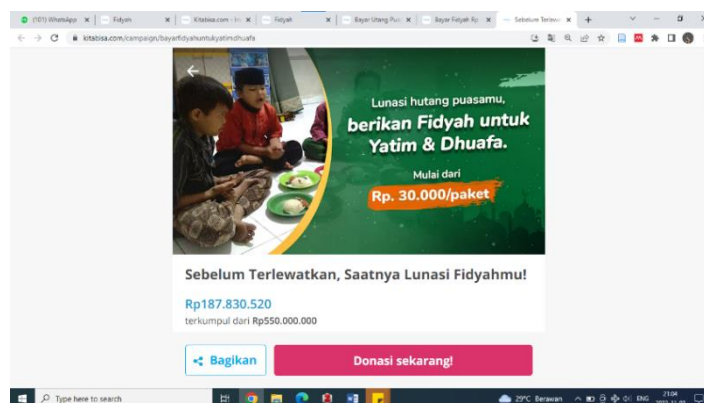 (101) WhatsApp
Fidyah
Kitabisa.com - In
Fidyah
Bayar Utang Pua
Bayar Fidyah Rp
Sebelum Terlewa
kitabisa.com/campaign/bayarfidyahuntukyatimdhuafa
Lunasi hutang puasamu,
berikan Fidyah untuk
Yatim & Dhuafa.
Mulai dari
Rp. 30.000/paket
Sebelum Terlewatkan, Saatnya Lunasi Fidyahmu!
Rp187.830.520
terkumpul dari Rp550.000.000
Bagikan
Donasi sekarang!
Type here to search
29°C Berawan
ENG
21:04